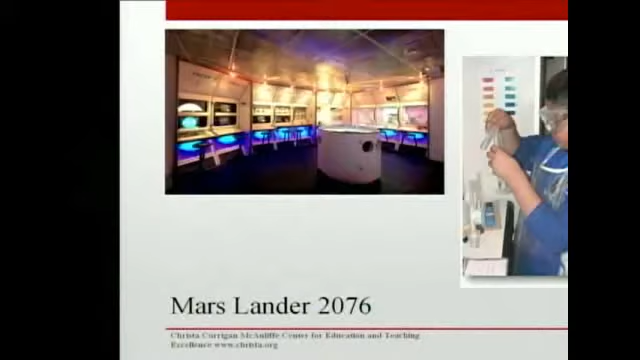 Mars Lander 2076
Christa Corrigan McAuliffe Center for Education and Teaching
Excellence www.christa.org